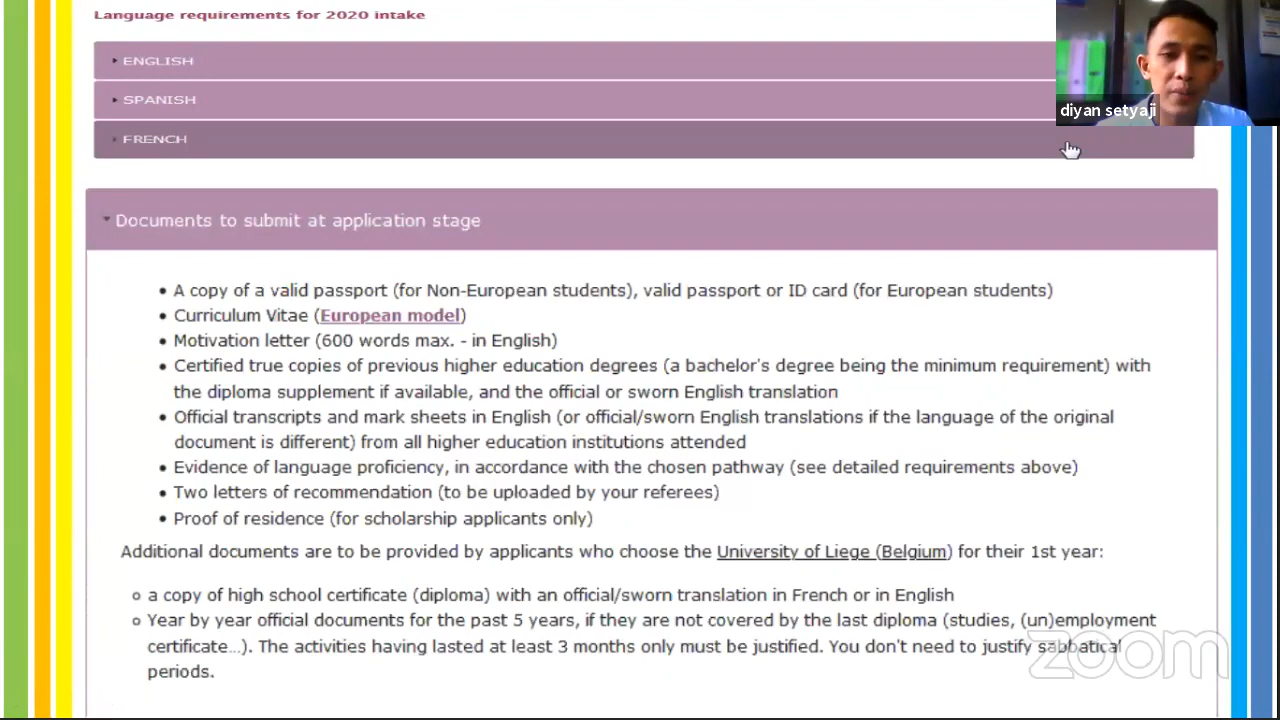 Language requirements for 2020 intake
ENGLISH
SPANISH
diyan setyaji
FRENCH
Documents to submit at application stage
A copy of a valid passport (for Non-European students), valid passport or ID card (for European students)
Curriculum Vitae (European model)
Motivation letter (600 words max. - in English)
Certified true copies of previous higher education degrees (a bachelor's degree being the minimum requirement) with
the diploma supplement if available, and the official or sworn English translation
Official transcripts and mark sheets in English (or official/sworn English translations if the language of the original
document is different) from all higher education institutions attended
Evidence of language proficiency, in accordance with the chosen pathway (see detailed requirements above)
Two letters of recommendation (to be uploaded by your referees)
Proof of residence (for scholarship applicants only)
Additional documents are to be provided by applicants who choose the University of Liege (Belgium) for their 1st year:
a copy of high school certificate (diploma) with an official/sworn translation in French or in English
Year by year official documents for the past 5 years, if they are not covered by the last diploma (studies, (un)employment
certificate…). The activities having lasted at least 3 months only must be justified. You don't need to justify sabbatical
periods.
zoom